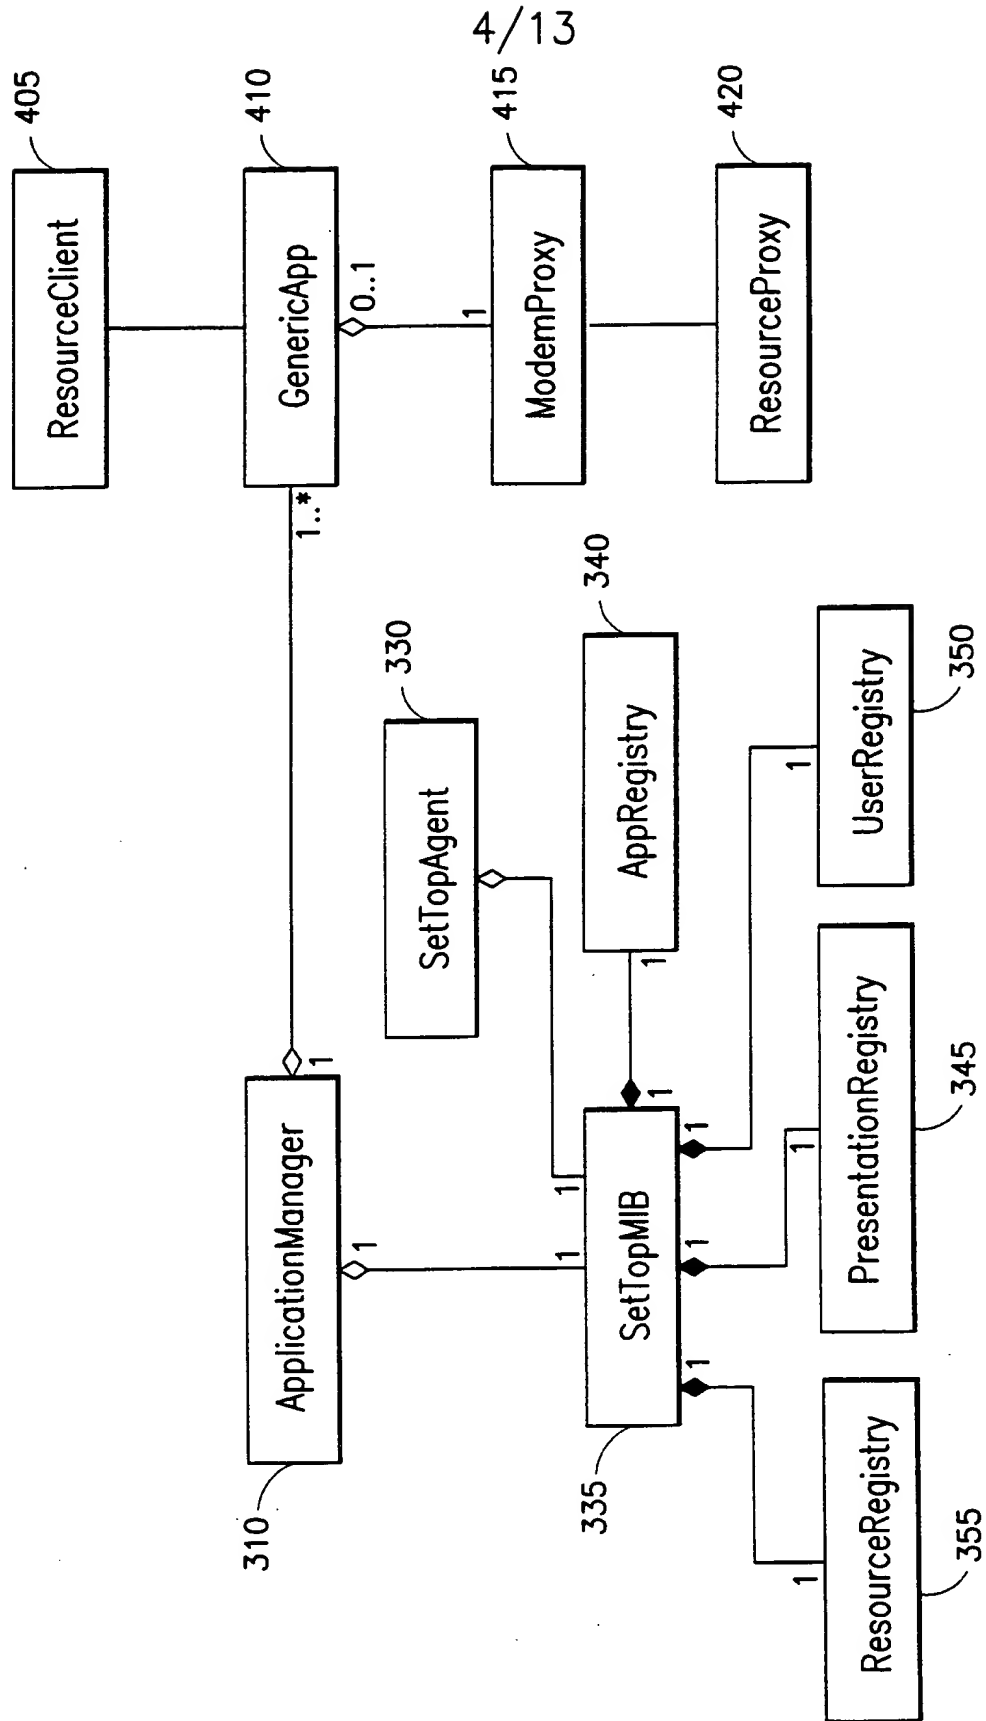 4/13
ResourceClient
405
GenericApp
410
0..1
1
ModemProxy
415
ResourceProxy
420
1..*
1
ApplicationManager
310
1
1
SetTopAgent
330
1
SetTopMIB
335
AppRegistry
340
1
1
1
1
UserRegistry
350
1
1
PresentationRegistry
345
1
1
ResourceRegistry
355